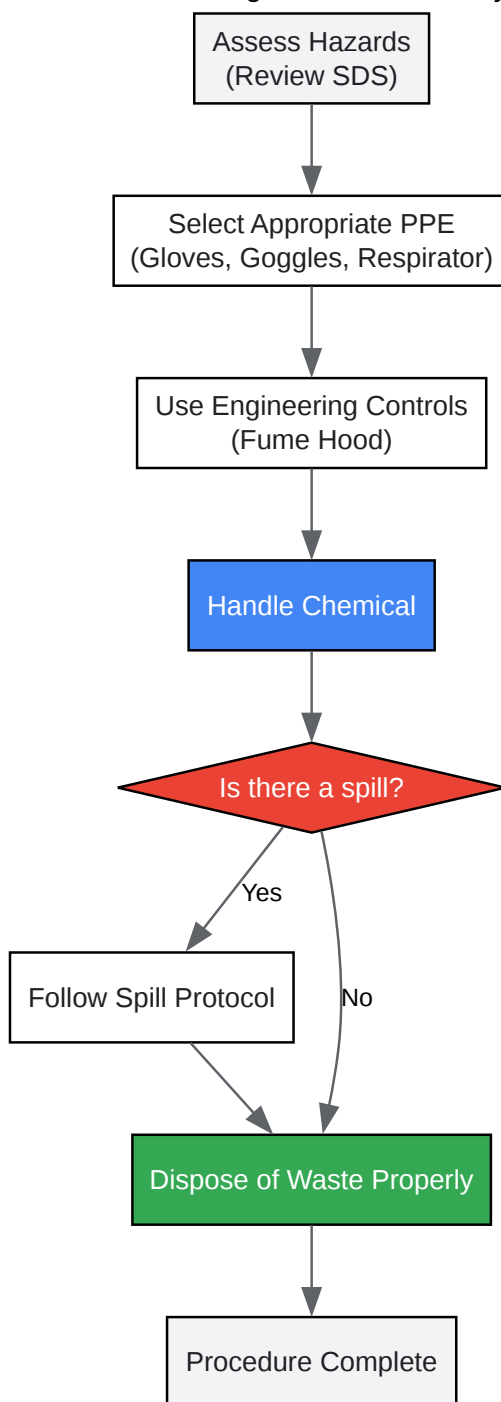 Assess Hazards
(Review SDS)
Select Appropriate PPE
(Gloves, Goggles, Respirator)
Use Engineering Controls
(Fume Hood)
Handle Chemical
Is there a spill?
Yes
Follow Spill Protocol
No
Dispose of Waste Properly
Procedure Complete